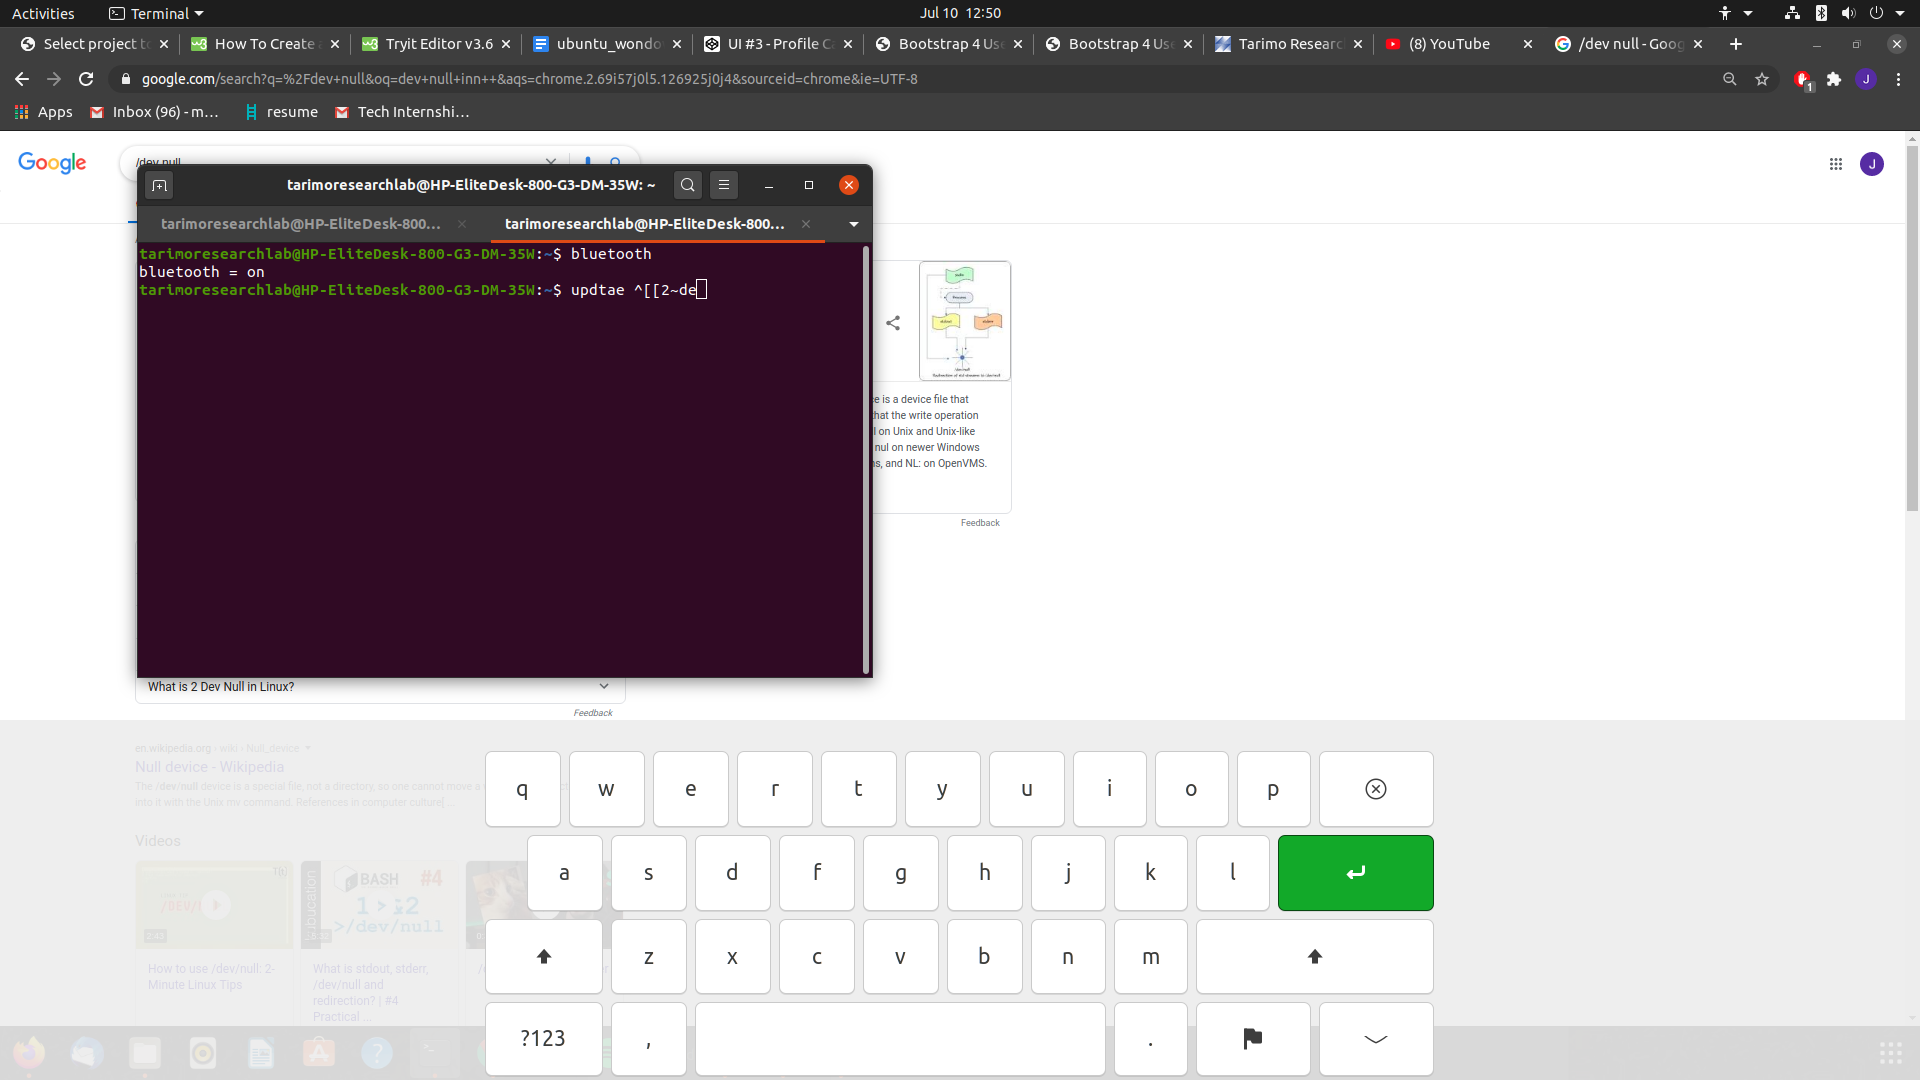 Activities
Terminal
Jul 10 12:50
Select project to
How To Create a
Tryit Editor v3.6
ubuntu_wondo
UI #3 - Profile Ca
Bootstrap 4 Use
Bootstrap 4 Use
Tarimo Research
(8) YouTube
/dev null - Goog
google.com/search?q=%2Fdev+null&oq=dev+null+inn++&aqs=chrome.2.69i57j0l5.126925j0j4&sourceid=chrome&ie=UTF-8
1
J
Apps
Inbox (96) - m...
resume
Tech Internshi...
Google
/dev null
J
tarimoresearchlab@HP-EliteDesk-800-G3-DM-35W: ~
tarimoresearchlab@HP-EliteDesk-800...
tarimoresearchlab@HP-EliteDesk-800...
tarimoresearchlab@HP-EliteDesk-800-G3-DM-35W:~$ bluetooth
bluetooth = on
tarimoresearchlab@HP-EliteDesk-800-G3-DM-35W:~$ updtae ^[[2~de
ce is a device file that
that the write operation
l on Unix and Unix-like
nul on newer Windows
ns, and NL: on OpenVMS.
Feedback
What is 2 Dev Null in Linux?
Feedback
en.wikipedia.org › wiki › Null_device
Null device - Wikipedia
The /dev/null device is a special file, not a directory, so one cannot move a
into it with the Unix mv command. References in computer culture[ ...
Videos
BASH #4
1 > :2
>/dev/null
How to use /dev/null: 2-
Minute Linux Tips
What is stdout, stderr,
/dev/null and
redirection? | #4
Practical ...
q w e r t y u i o p
a s d f g h j k l
z x c v b n m
?123 , .